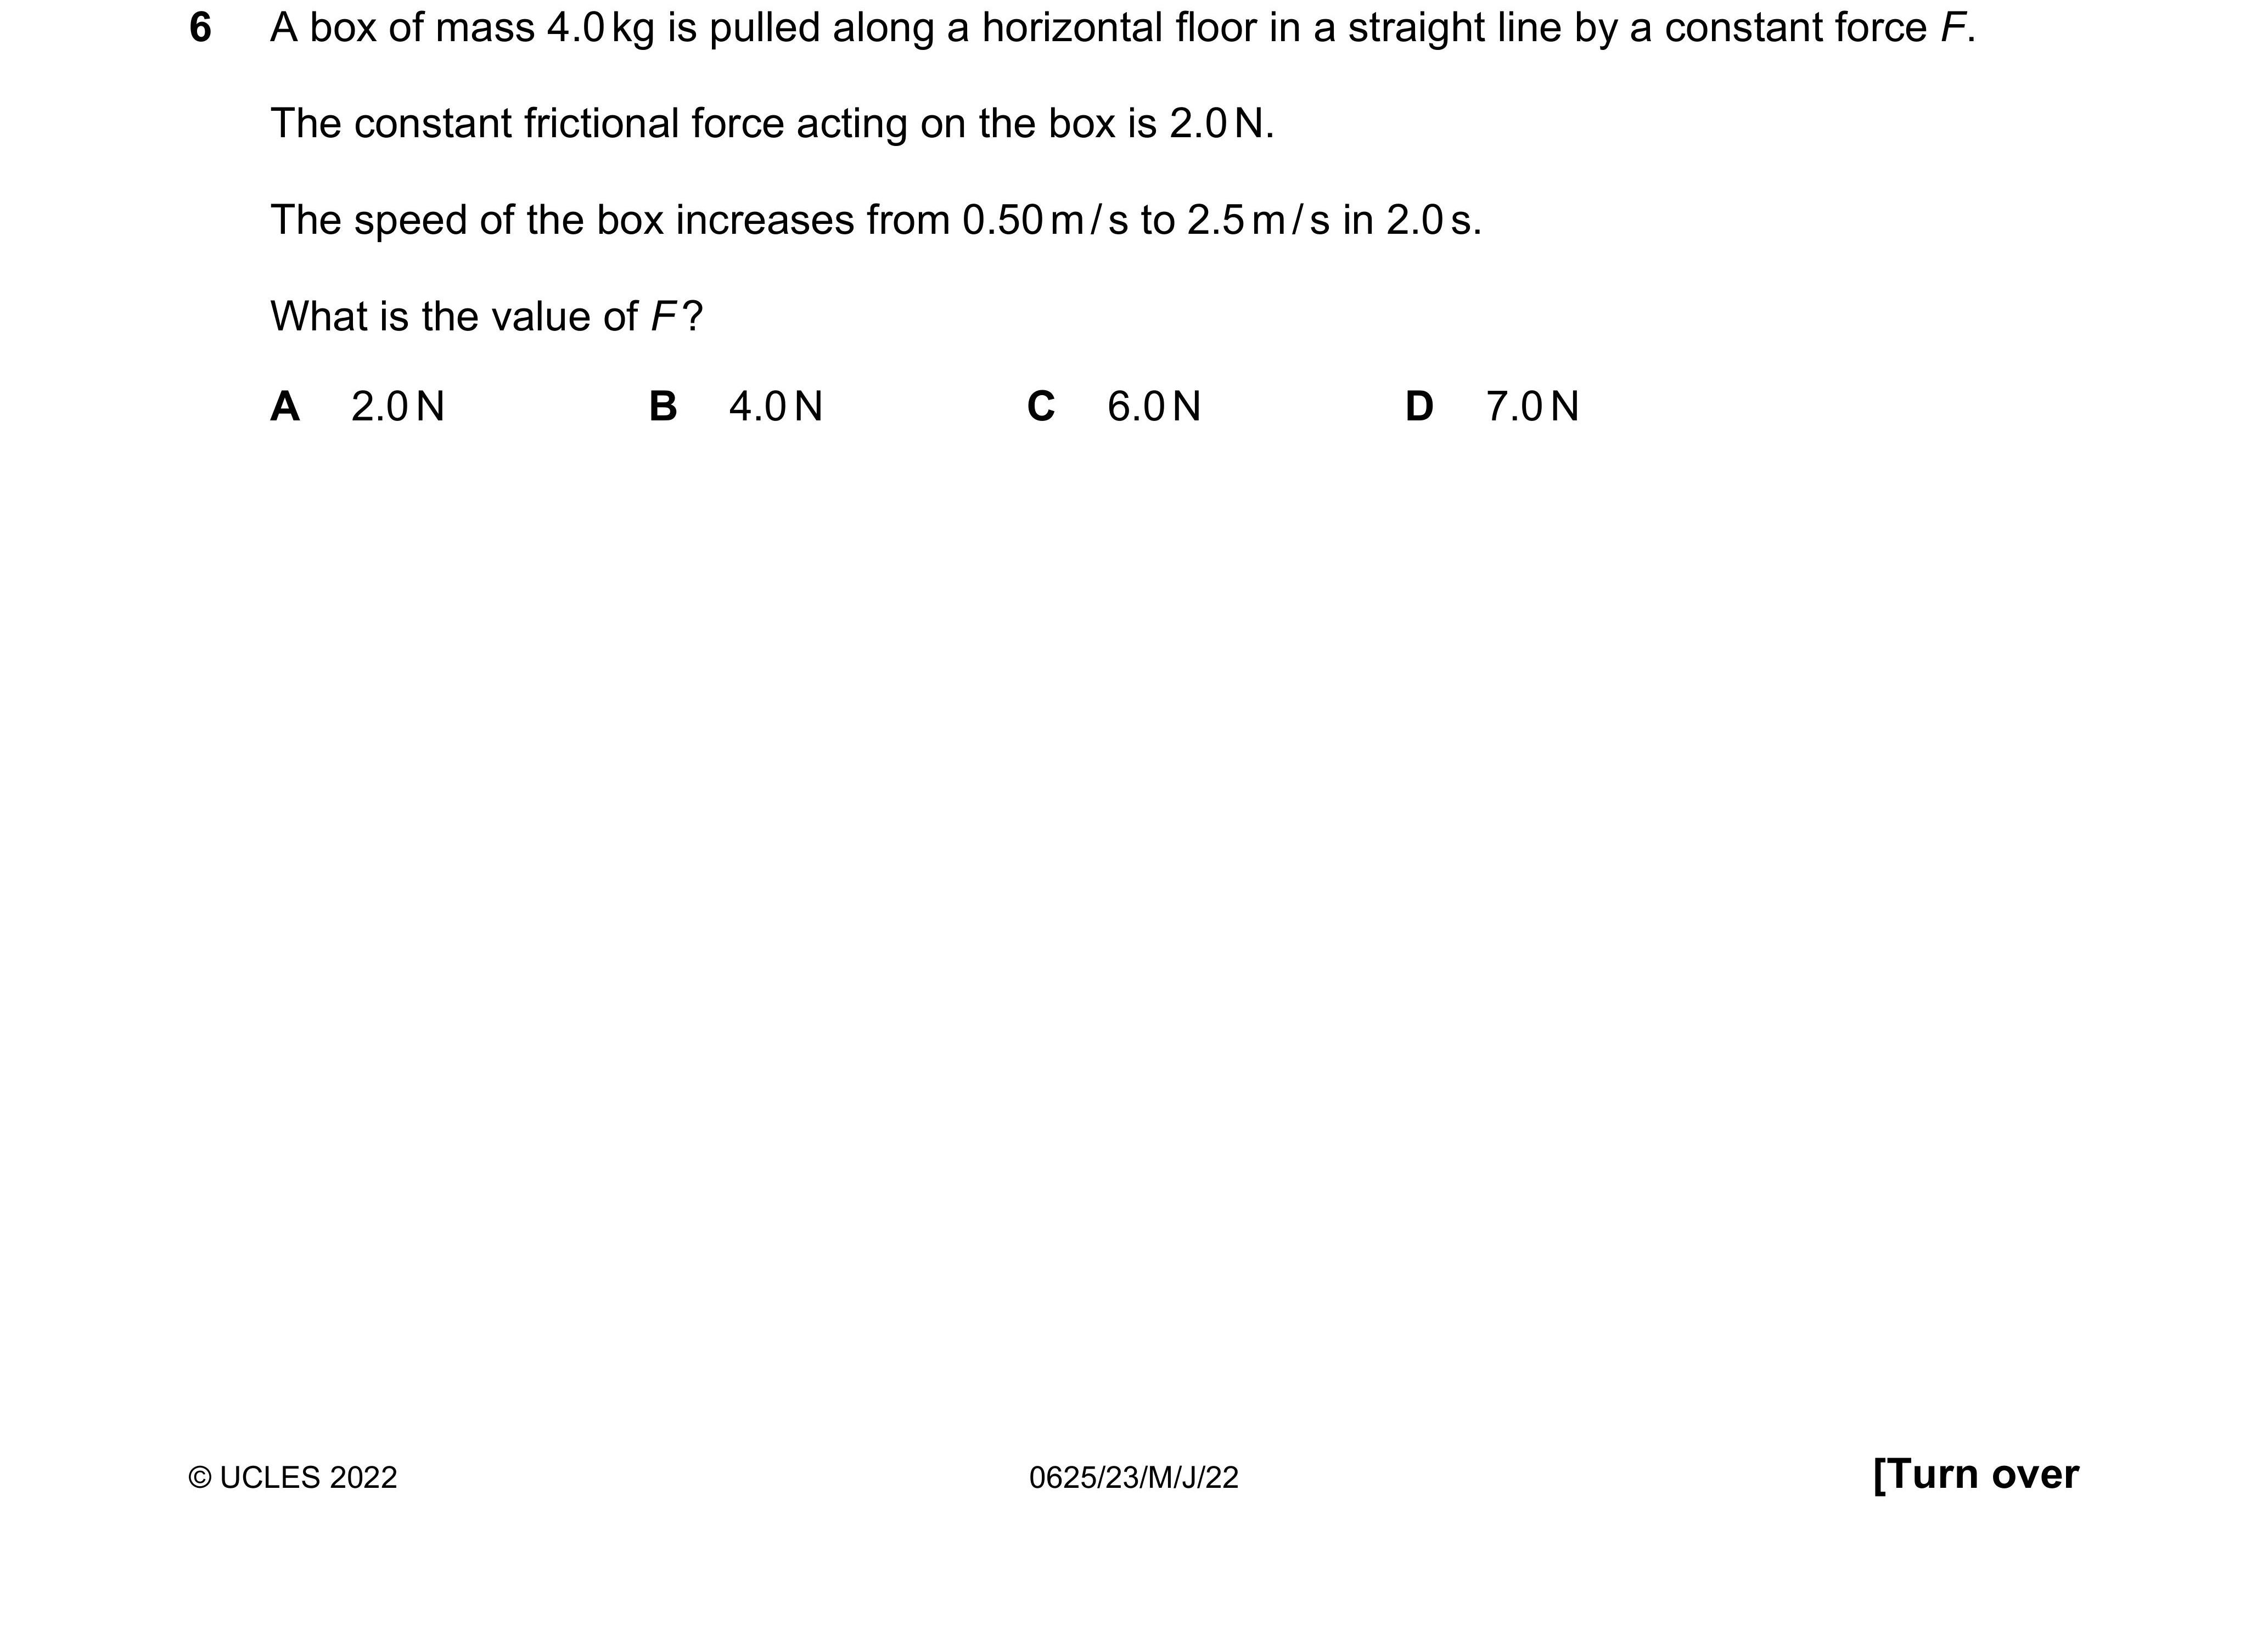 6 A box of mass 4.0 kg is pulled along a horizontal floor in a straight line by a constant force F.
The constant frictional force acting on the box is 2.0 N.
The speed of the box increases from 0.50 m / s to 2.5 m / s in 2.0 s.
What is the value of F ?
A 2.0 N B 4.0 N C 6.0 N D 7.0 N
© UCLES 2022 0625/23/M/J/22 [Turn over